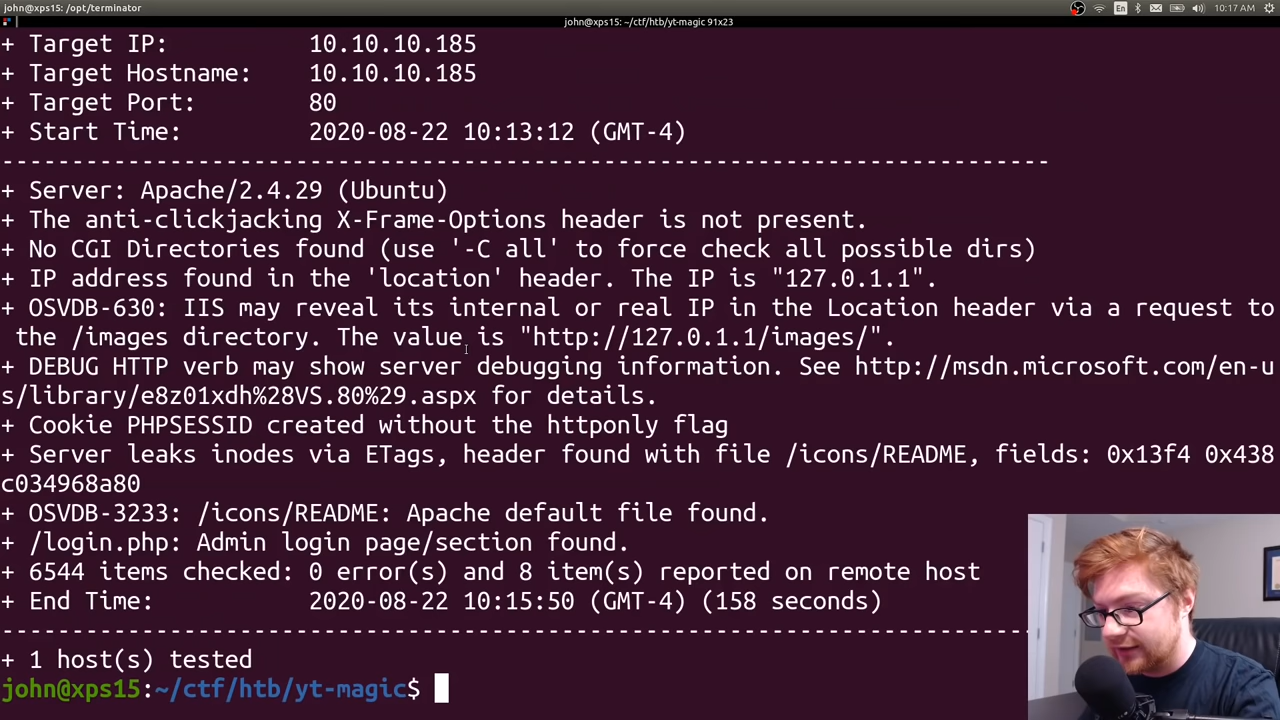 john@xps15: /opt/terminator
En
10:17 AM
john@xps15: ~/ctf/htb/yt-magic 91x23
+ Target IP:          10.10.10.185
+ Target Hostname:    10.10.10.185
+ Target Port:        80
+ Start Time:         2020-08-22 10:13:12 (GMT-4)
---------------------------------------------------------------------------
+ Server: Apache/2.4.29 (Ubuntu)
+ The anti-clickjacking X-Frame-Options header is not present.
+ No CGI Directories found (use '-C all' to force check all possible dirs)
+ IP address found in the 'location' header. The IP is "127.0.1.1".
+ OSVDB-630: IIS may reveal its internal or real IP in the Location header via a request to
 the /images directory. The value is "http://127.0.1.1/images/".
+ DEBUG HTTP verb may show server debugging information. See http://msdn.microsoft.com/en-u
s/library/e8z01xdh%28VS.80%29.aspx for details.
+ Cookie PHPSESSID created without the httponly flag
+ Server leaks inodes via ETags, header found with file /icons/README, fields: 0x13f4 0x438
c034968a80
+ OSVDB-3233: /icons/README: Apache default file found.
+ /login.php: Admin login page/section found.
+ 6544 items checked: 0 error(s) and 8 item(s) reported on remote host
+ End Time:           2020-08-22 10:15:50 (GMT-4) (158 seconds)
---------------------------------------------------------------------------
+ 1 host(s) tested
john@xps15:~/ctf/htb/yt-magic$